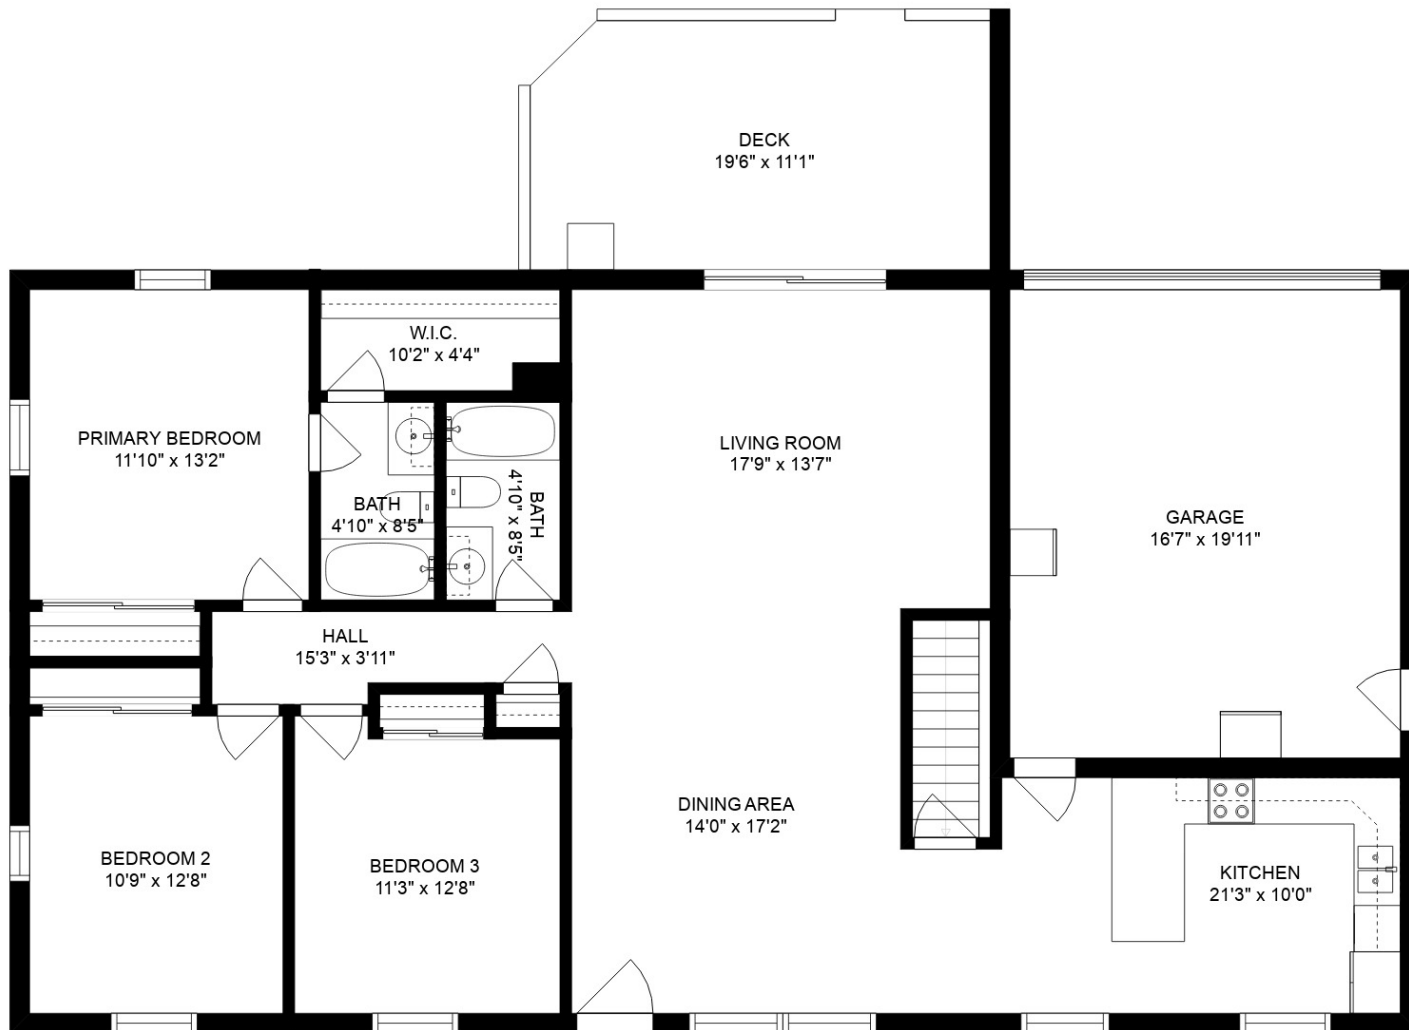 DECK
19'6" x 11'1"
W.I.C.
10'2" x 4'4"
PRIMARY BEDROOM
11'10" x 13'2"
LIVING ROOM
17'9" x 13'7"
BATH
4'10" x 8'5"
BATH
4'10" x 8'5"
GARAGE
16'7" x 19'11"
HALL
15'3" x 3'11"
DINING AREA
14'0" x 17'2"
BEDROOM 2
10'9" x 12'8"
BEDROOM 3
11'3" x 12'8"
KITCHEN
21'3" x 10'0"